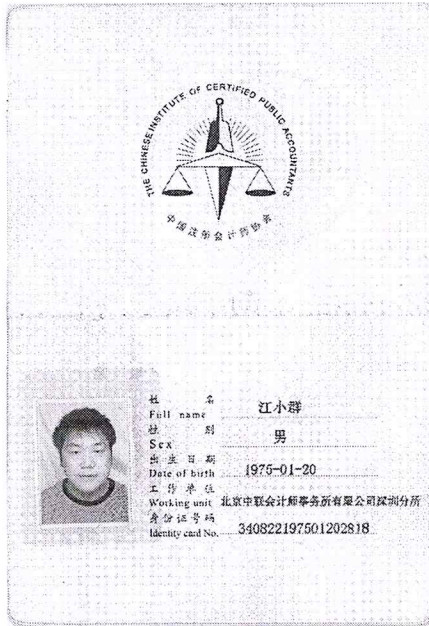 THE CHINESE INSTITUTE OF CERTIFIED PUBLIC ACCOUNTANTS
中国注册会计师协会
姓 名
Full name 江小群
性 别
Sex 男
出生日期
Date of birth 1975-01-20
工作单位
Working unit 北京中联会计师事务所有限公司深圳分所
身份证号码
Identity card No. 340822197501202818